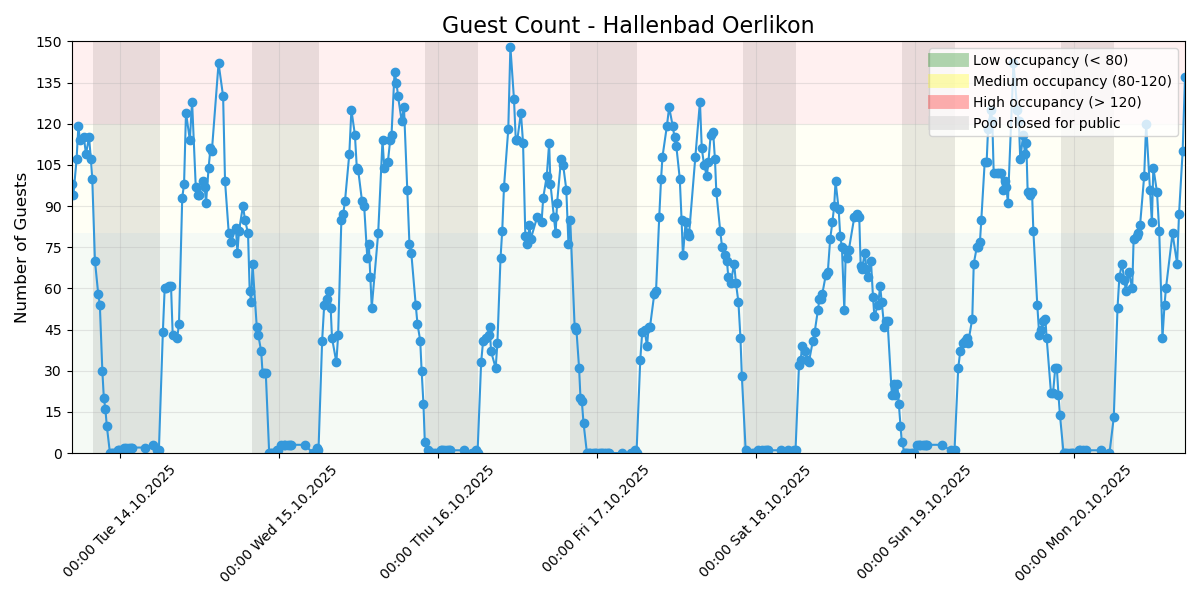 Guest Count - Hallenbad Oerlikon
Number of Guests
150
135
120
105
90
75
60
45
30
15
0
Low occupancy (< 80)
Medium occupancy (80-120)
High occupancy (> 120)
Pool closed for public
00:00 Tue 14.10.2025
00:00 Wed 15.10.2025
00:00 Thu 16.10.2025
00:00 Fri 17.10.2025
00:00 Sat 18.10.2025
00:00 Sun 19.10.2025
00:00 Mon 20.10.2025